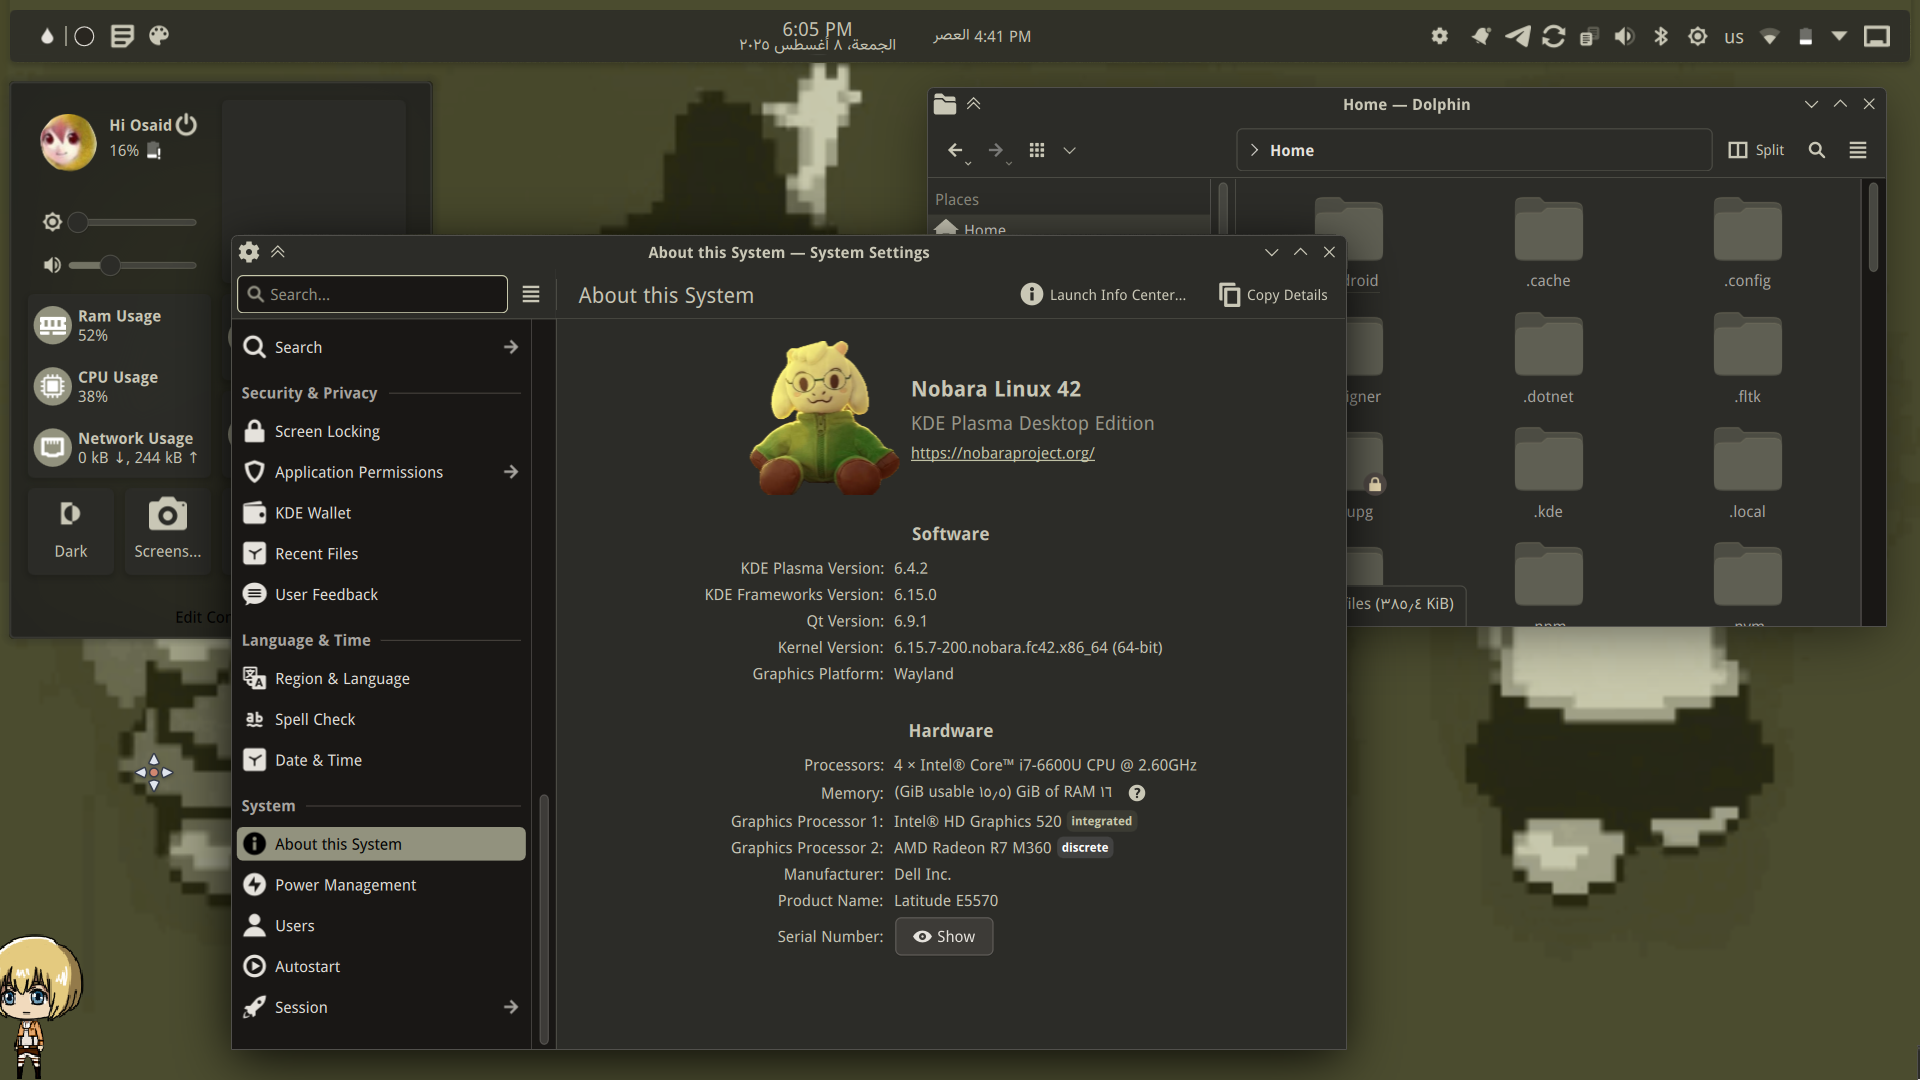 6:05 PM
الجمعة، ٨ أغسطس ٢٠٢٥
العصر 4:41 PM
us
Hi Osaid
16%
Ram Usage
52%
CPU Usage
38%
Network Usage
0 kB ↓, 244 kB ↑
Dark
Screens...
Edit Con
Home — Dolphin
Home
Split
Places
Home
roid
.cache
.config
igner
.dotnet
.fltk
upg
.kde
.local
.npm
.nvm
iles (٣٨٥٫٤ KiB)
About this System — System Settings
Search...
About this System
Launch Info Center...
Copy Details
Search
Security & Privacy
Screen Locking
Application Permissions
KDE Wallet
Recent Files
User Feedback
Language & Time
Region & Language
Spell Check
Date & Time
System
About this System
Power Management
Users
Autostart
Session
Nobara Linux 42
KDE Plasma Desktop Edition
https://nobaraproject.org/
Software
KDE Plasma Version: 6.4.2
KDE Frameworks Version: 6.15.0
Qt Version: 6.9.1
Kernel Version: 6.15.7-200.nobara.fc42.x86_64 (64-bit)
Graphics Platform: Wayland
Hardware
Processors: 4 × Intel® Core™ i7-6600U CPU @ 2.60GHz
Memory: (GiB usable ١٥٫٥) GiB of RAM ١٦
Graphics Processor 1: Intel® HD Graphics 520 integrated
Graphics Processor 2: AMD Radeon R7 M360 discrete
Manufacturer: Dell Inc.
Product Name: Latitude E5570
Serial Number: Show